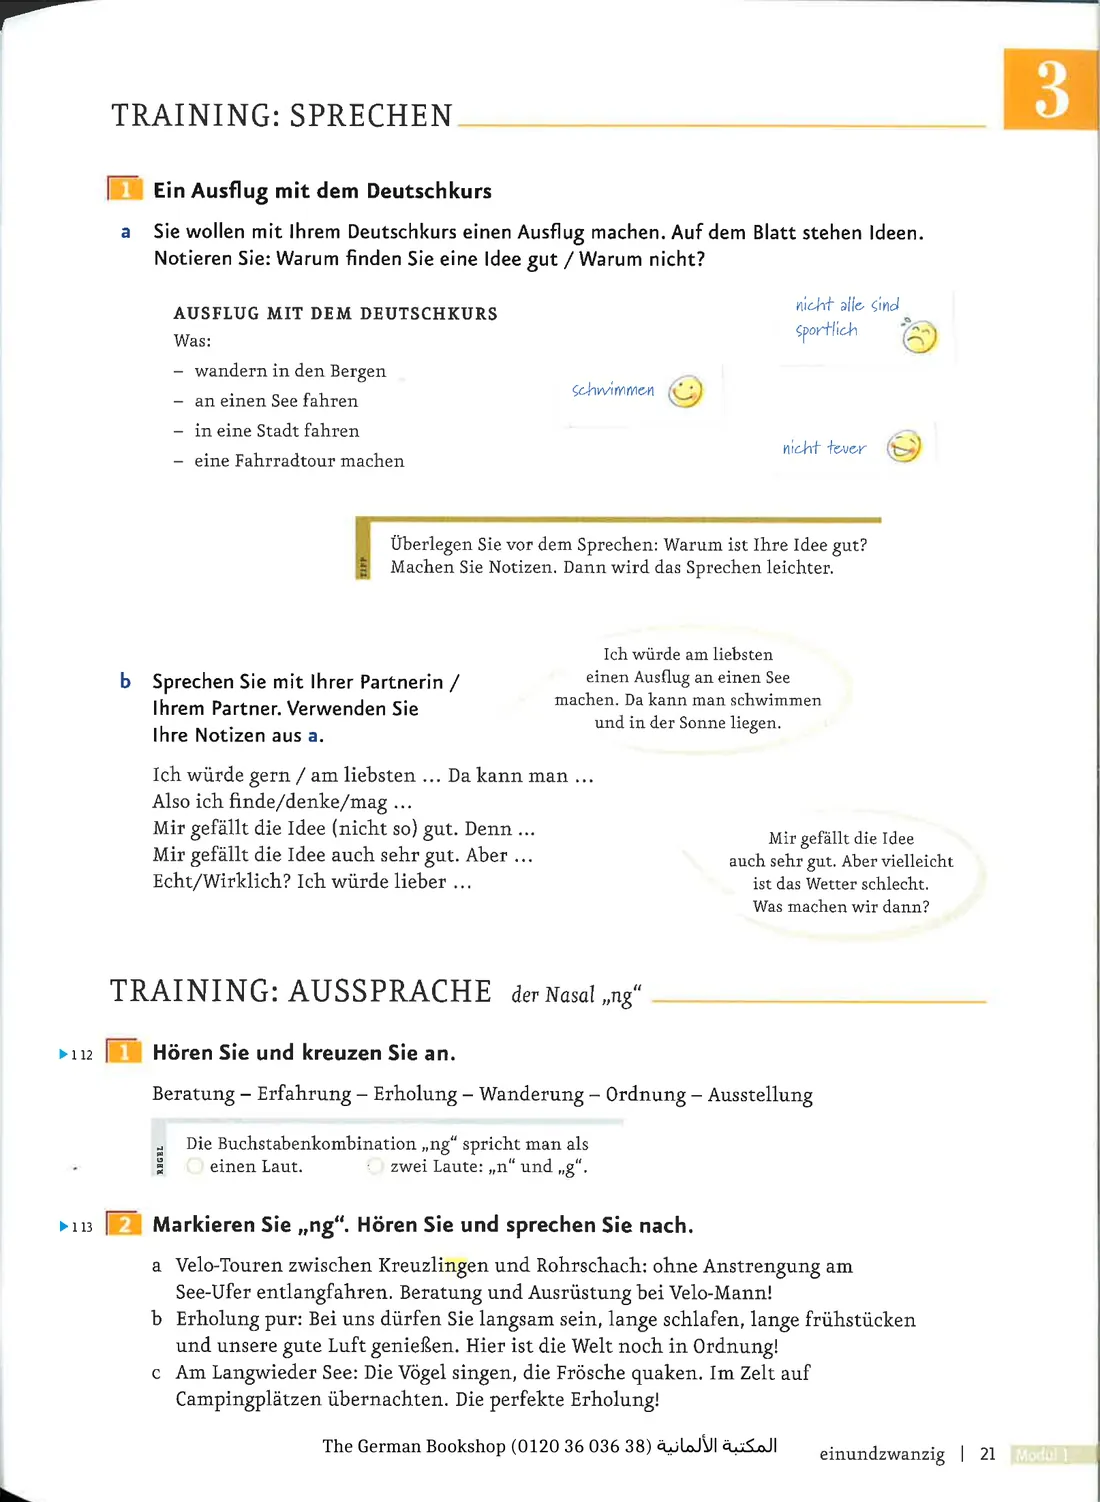 3
TRAINING: SPRECHEN
1 Ein Ausflug mit dem Deutschkurs
a Sie wollen mit Ihrem Deutschkurs einen Ausflug machen. Auf dem Blatt stehen Ideen.
Notieren Sie: Warum finden Sie eine Idee gut / Warum nicht?
AUSFLUG MIT DEM DEUTSCHKURS
Was:
– wandern in den Bergen
– an einen See fahren
– in eine Stadt fahren
– eine Fahrradtour machen
nicht alle sind
sportlich
schwimmen
nicht teuer
TIPP
Überlegen Sie vor dem Sprechen: Warum ist Ihre Idee gut?
Machen Sie Notizen. Dann wird das Sprechen leichter.
b Sprechen Sie mit Ihrer Partnerin /
Ihrem Partner. Verwenden Sie
Ihre Notizen aus a.
Ich würde am liebsten
einen Ausflug an einen See
machen. Da kann man schwimmen
und in der Sonne liegen.
Ich würde gern / am liebsten ... Da kann man ...
Also ich finde/denke/mag ...
Mir gefällt die Idee (nicht so) gut. Denn ...
Mir gefällt die Idee auch sehr gut. Aber ...
Echt/Wirklich? Ich würde lieber ...
Mir gefällt die Idee
auch sehr gut. Aber vielleicht
ist das Wetter schlecht.
Was machen wir dann?
TRAINING: AUSSPRACHE der Nasal „ng“
▶ 1 12 1 Hören Sie und kreuzen Sie an.
Beratung – Erfahrung – Erholung – Wanderung – Ordnung – Ausstellung
REGEL
Die Buchstabenkombination „ng“ spricht man als
○ einen Laut. ○ zwei Laute: „n“ und „g“.
▶ 1 13 2 Markieren Sie „ng“. Hören Sie und sprechen Sie nach.
a Velo-Touren zwischen Kreuzlingen und Rohrschach: ohne Anstrengung am
See-Ufer entlangfahren. Beratung und Ausrüstung bei Velo-Mann!
b Erholung pur: Bei uns dürfen Sie langsam sein, lange schlafen, lange frühstücken
und unsere gute Luft genießen. Hier ist die Welt noch in Ordnung!
c Am Langwieder See: Die Vögel singen, die Frösche quaken. Im Zelt auf
Campingplätzen übernachten. Die perfekte Erholung!
The German Bookshop (0120 36 036 38) المكتبة الألمانية
einundzwanzig | 21 Modul 1